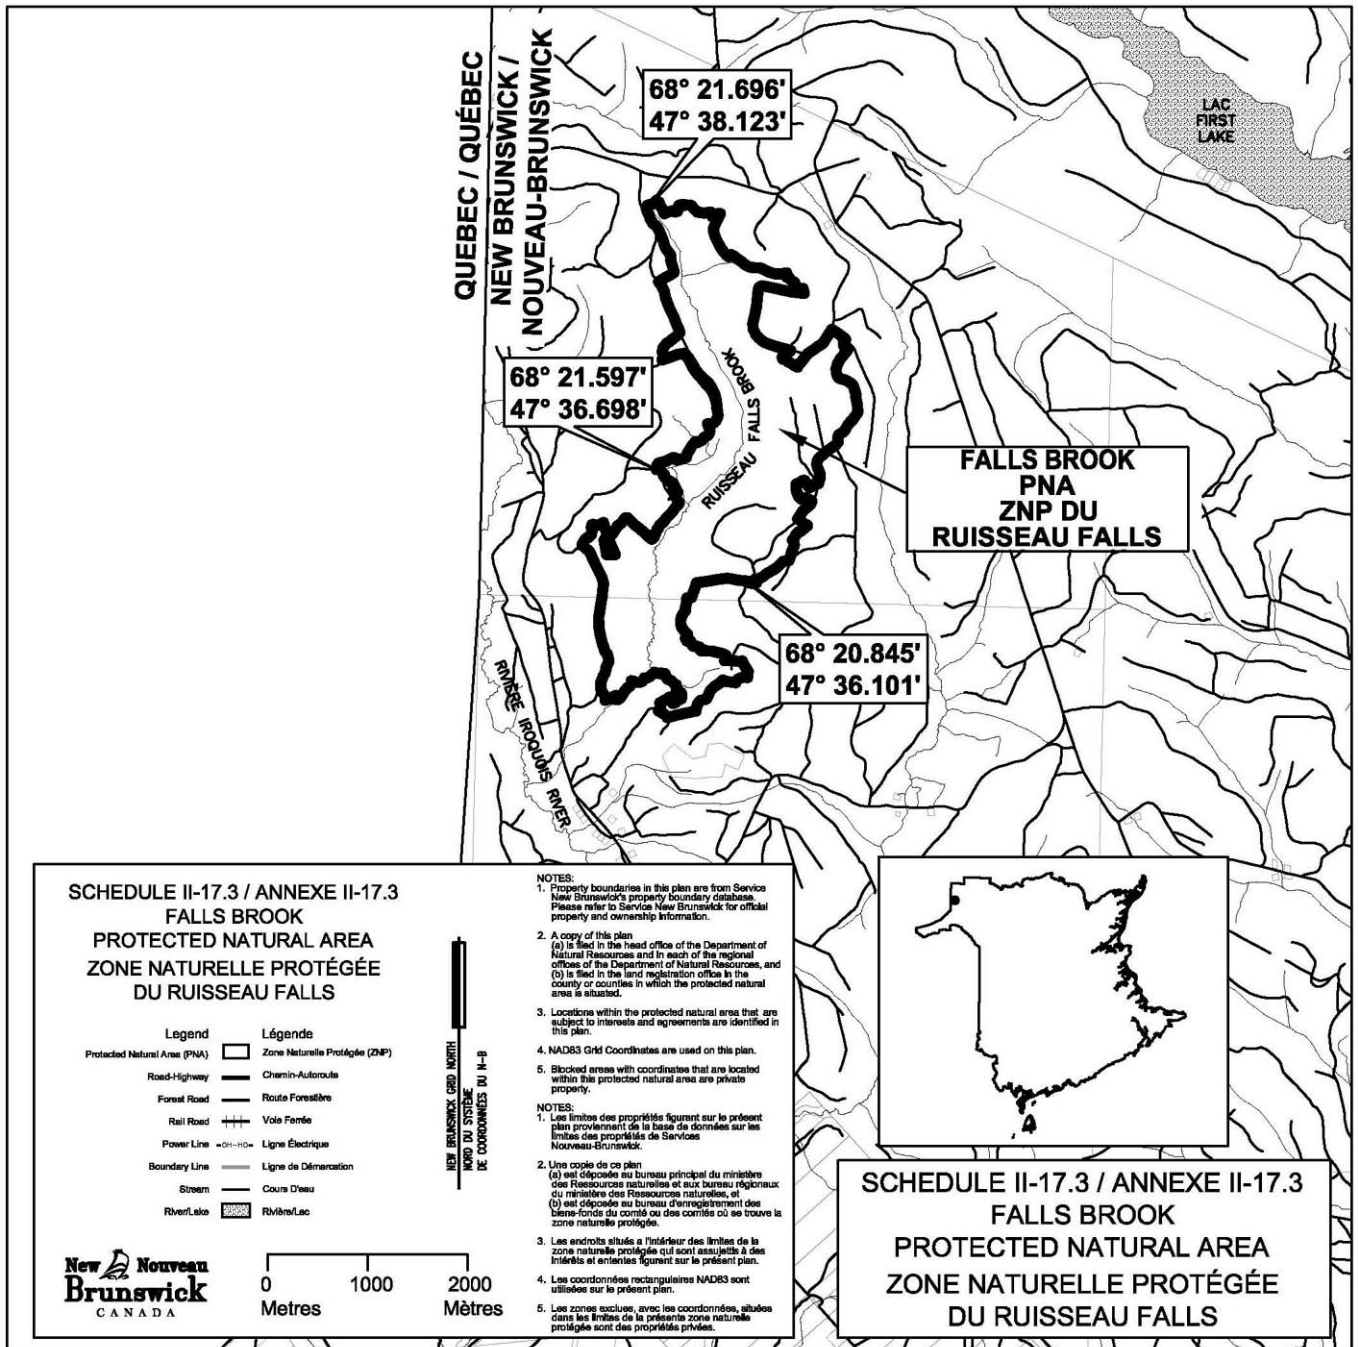 QUEBEC / QUÉBEC
NEW BRUNSWICK /
NOUVEAU-BRUNSWICK
68° 21.696'
47° 38.123'
LAC
FIRST
LAKE
68° 21.597'
47° 36.698'
RUISSEAU FALLS BROOK
FALLS BROOK
PNA
ZNP DU
RUISSEAU FALLS
68° 20.845'
47° 36.101'
RIVIÈRE IROQUOIS RIVER
SCHEDULE II-17.3 / ANNEXE II-17.3
FALLS BROOK
PROTECTED NATURAL AREA
ZONE NATURELLE PROTÉGÉE
DU RUISSEAU FALLS
Legend Légende
Protected Natural Area (PNA) Zone Naturelle Protégée (ZNP)
Road-Highway Chemin-Autoroute
Forest Road Route Forestière
Rail Road Voie Ferrée
Power Line -OH-HO- Ligne Électrique
Boundary Line Ligne de Démarcation
Stream Cours D'eau
River/Lake Rivière/Lac
NEW BRUNSWICK GRID NORTH
NORD DU SYSTÈME
DE COORDONNÉES DU N-B
New Nouveau
Brunswick
CANADA
0 1000 2000
Metres Mètres
NOTES:
1. Property boundaries in this plan are from Service
New Brunswick's property boundary database.
Please refer to Service New Brunswick for official
property and ownership information.
2. A copy of this plan
(a) is filed in the head office of the Department of
Natural Resources and in each of the regional
offices of the Department of Natural Resources, and
(b) is filed in the land registration office in the
county or counties in which the protected natural
area is situated.
3. Locations within the protected natural area that are
subject to interests and agreements are identified in
this plan.
4. NAD83 Grid Coordinates are used on this plan.
5. Blocked areas with coordinates that are located
within this protected natural area are private
property.
NOTES:
1. Les limites des propriétés figurant sur le présent
plan proviennent de la base de données sur les
limites des propriétés de Services
Nouveau-Brunswick.
2. Une copie de ce plan
(a) est déposée au bureau principal du ministère
des Ressources naturelles et aux bureau régionaux
du ministère des Ressources naturelles, et
(b) est déposée au bureau d'enregistrement des
biens-fonds du comté ou des comtés où se trouve la
zone naturelle protégée.
3. Les endroits situés a l'intérieur des limites de la
zone naturelle protégée qui sont assujettis à des
intérêts et ententes figurent sur le présent plan.
4. Les coordonnées rectangulaires NAD83 sont
utilisées sur le présent plan.
5. Les zones exclues, avec les coordonnées, situées
dans les limites de la présente zone naturelle
protégée sont des propriétés privées.
SCHEDULE II-17.3 / ANNEXE II-17.3
FALLS BROOK
PROTECTED NATURAL AREA
ZONE NATURELLE PROTÉGÉE
DU RUISSEAU FALLS